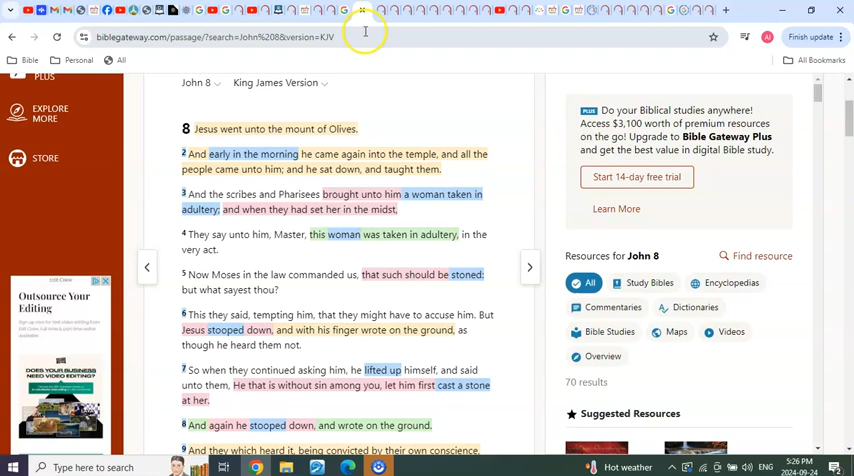 biblegateway.com/passage/?search=John%208&version=KJV
AI
Finish update
Bible
Personal
All
All Bookmarks
PLUS
EXPLORE
MORE
STORE
Outsource Your
Editing
DOES YOUR
BUSINESS
NEED VIDEO
EDITING?
John 8
King James Version
8 Jesus went unto the mount of Olives.
2 And early in the morning he came again into the temple, and all the
people came unto him; and he sat down, and taught them.
3 And the scribes and Pharisees brought unto him a woman taken in
adultery; and when they had set her in the midst,
4 They say unto him, Master, this woman was taken in adultery, in the
very act.
5 Now Moses in the law commanded us, that such should be stoned:
but what sayest thou?
6 This they said, tempting him, that they might have to accuse him. But
Jesus stooped down, and with his finger wrote on the ground, as
though he heard them not.
7 So when they continued asking him, he lifted up himself, and said
unto them, He that is without sin among you, let him first cast a stone
at her.
8 And again he stooped down, and wrote on the ground.
9 And they which heard it, being convicted by their own conscience,
PLUS Do your Biblical studies anywhere!
Access $3,100 worth of premium resources
on the go! Upgrade to Bible Gateway Plus
and get the best value in digital Bible study.
Start 14-day free trial
Learn More
Resources for John 8
Find resource
All
Study Bibles
Encyclopedias
Commentaries
Dictionaries
Bible Studies
Maps
Videos
Overview
70 results
Suggested Resources
Type here to search
Hot weather
5:26 PM
2024-09-24
2